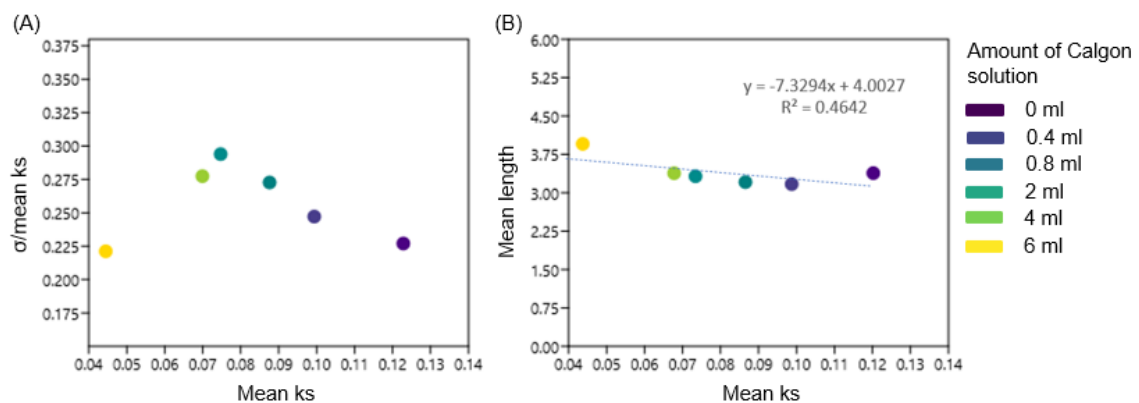 (A)
0.375
0.350
0.325
0.300
0.275
0.250
0.225
0.200
0.175
σ/mean ks
0.04 0.05 0.06 0.07 0.08 0.09 0.10 0.11 0.12 0.13 0.14
Mean ks
(B)
6.00
5.25
4.50
3.75
3.00
2.25
1.50
0.75
0.00
Mean length
y = -7.3294x + 4.0027
R² = 0.4642
0.04 0.05 0.06 0.07 0.08 0.09 0.10 0.11 0.12 0.13 0.14
Mean ks
Amount of Calgon
solution
0 ml
0.4 ml
0.8 ml
2 ml
4 ml
6 ml